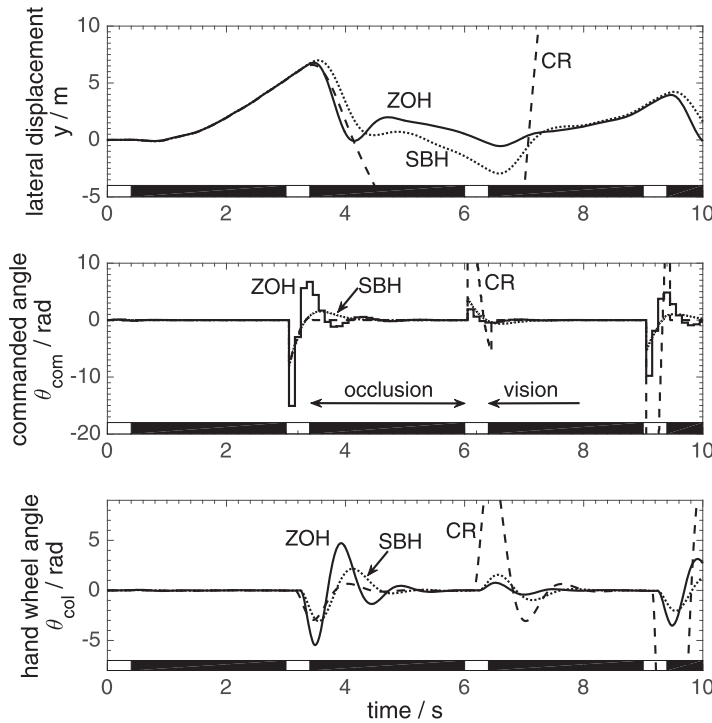 lateral displacement
y / m
10
5
0
-5
CR
ZOH
SBH
0 2 4 6 8 10
commanded angle
θcom / rad
10
0
-10
-20
ZOH SBH CR
occlusion vision
0 2 4 6 8 10
hand wheel angle
θcol / rad
5
0
-5
ZOH SBH CR
0 2 4 6 8 10
time / s